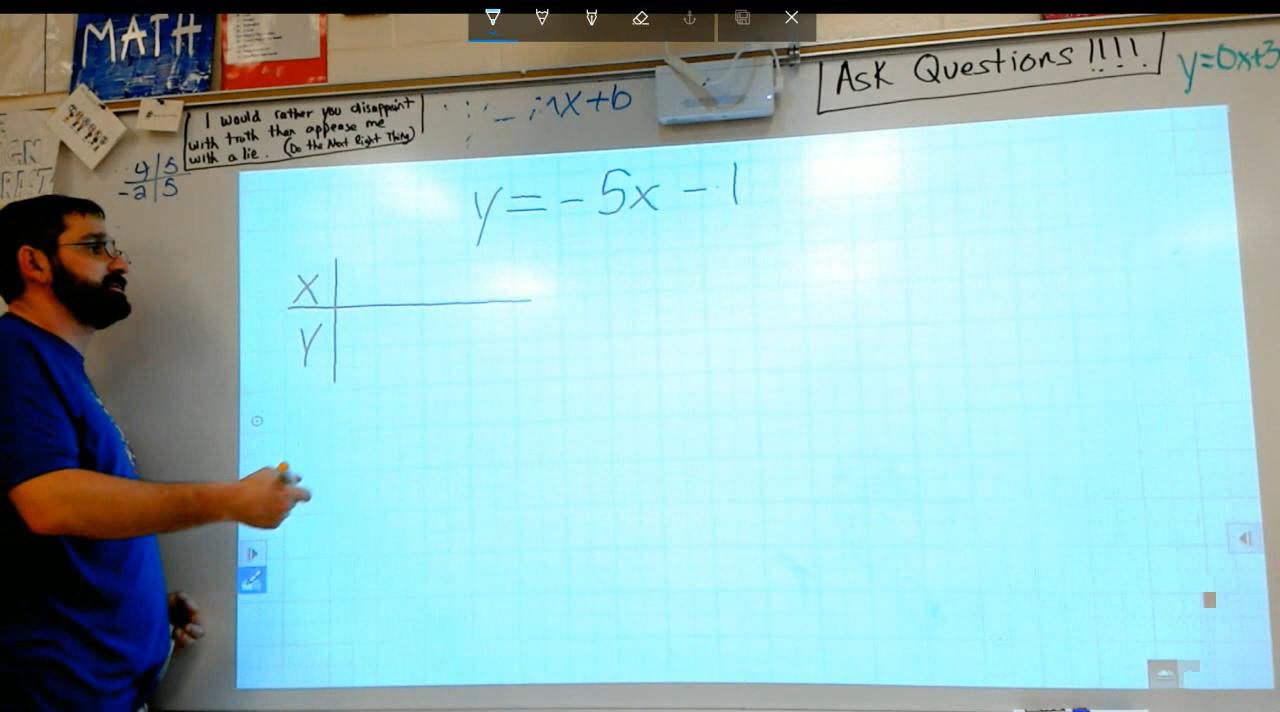 MATH
I would rather you disappoint
with truth than appease me
with a lie. (Do the Next Right Thing)
mx+b
Ask Questions !!!!
y=0x+3
4 | 5
-2 | 5
y = -5x - 1
x
y